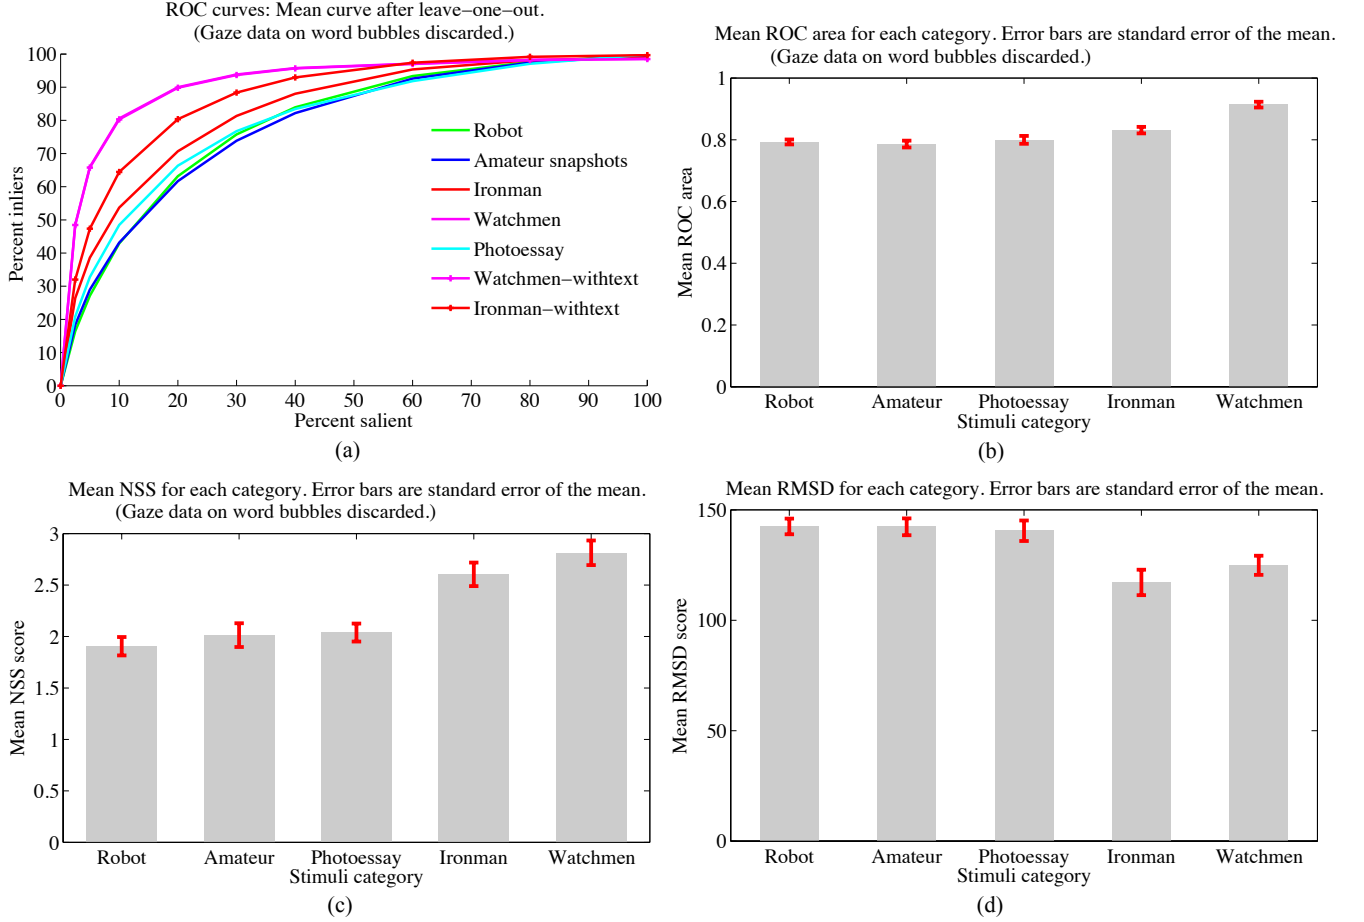 ROC curves: Mean curve after leave−one−out.
(Gaze data on word bubbles discarded.)
Percent inliers
100
90
80
70
60
50
40
30
20
10
0
0 10 20 30 40 50 60 70 80 90 100
Percent salient
Robot
Amateur snapshots
Ironman
Watchmen
Photoessay
Watchmen−withtext
Ironman−withtext
(a)
Mean ROC area for each category. Error bars are standard error of the mean.
(Gaze data on word bubbles discarded.)
Mean ROC area
1
0.8
0.6
0.4
0.2
0
Robot Amateur Photoessay Ironman Watchmen
Stimuli category
(b)
Mean NSS for each category. Error bars are standard error of the mean.
(Gaze data on word bubbles discarded.)
Mean NSS score
3
2.5
2
1.5
1
0.5
0
Robot Amateur Photoessay Ironman Watchmen
Stimuli category
(c)
Mean RMSD for each category. Error bars are standard error of the mean.
Mean RMSD score
150
100
50
0
Robot Amateur Photoessay Ironman Watchmen
Stimuli category
(d)